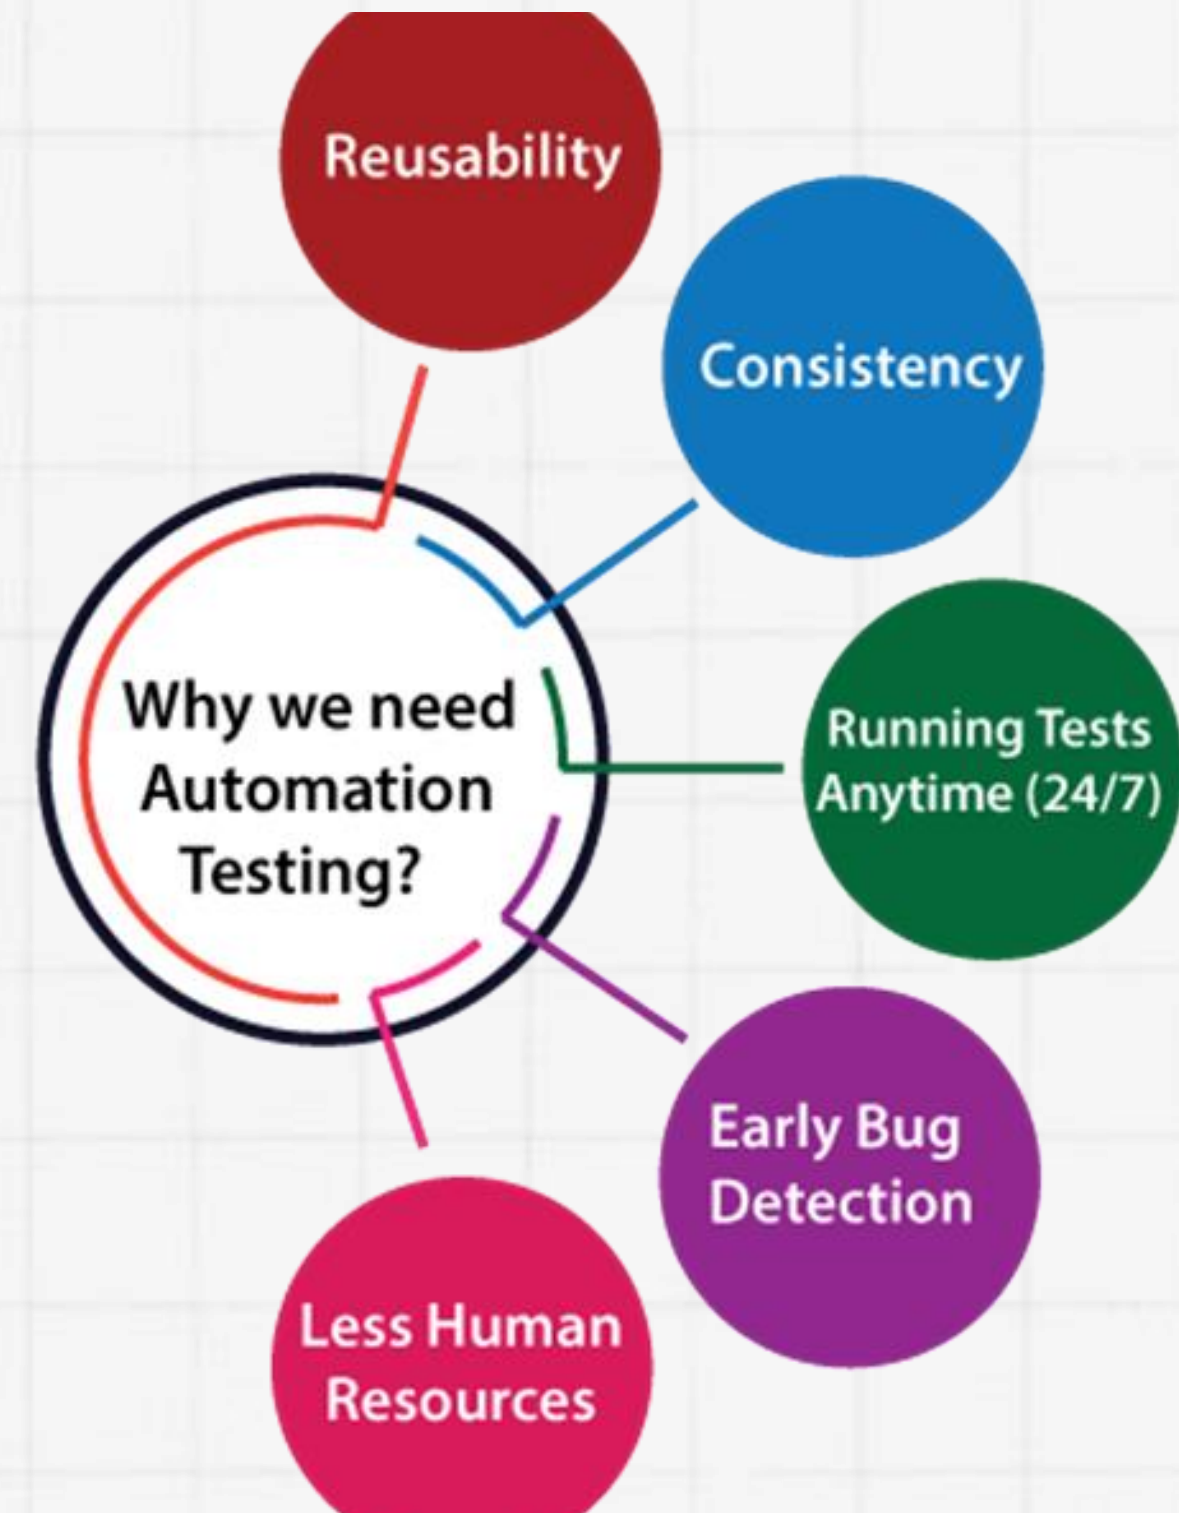 Reusability
Consistency
Why we need
Automation
Testing?
Running Tests
Anytime (24/7)
Early Bug
Detection
Less Human
Resources